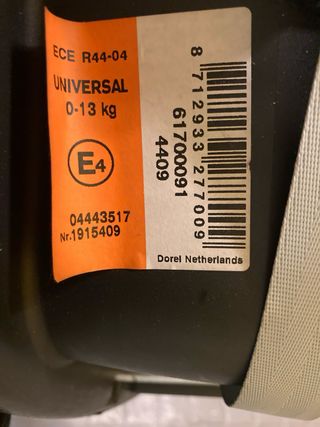 ECE R44-04
UNIVERSAL
0-13 kg
E4
04443517
Nr.1915409
8 712933 277009
61700091
4409
Dorel Netherlands